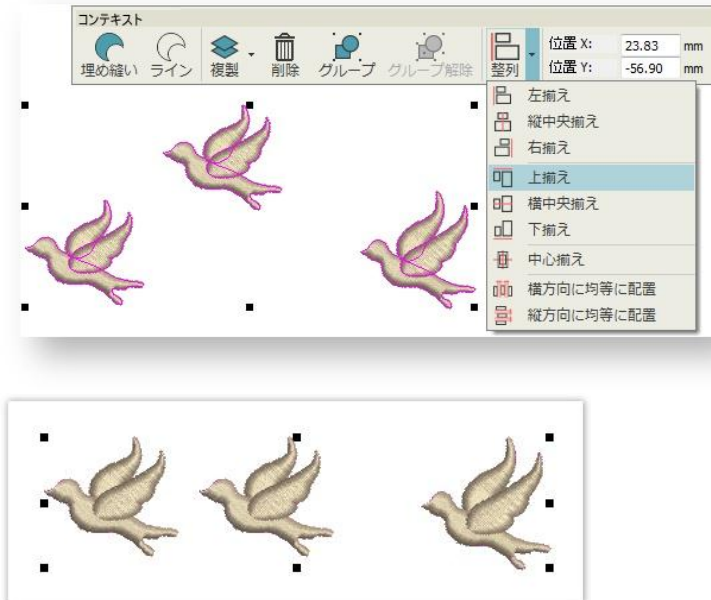 コンテキスト
埋め縫い ライン 複製 削除 グループ グループ解除 整列 位置 X: 23.83 mm
位置 Y: -56.90 mm
左揃え
縦中央揃え
右揃え
上揃え
横中央揃え
下揃え
中心揃え
横方向に均等に配置
縦方向に均等に配置